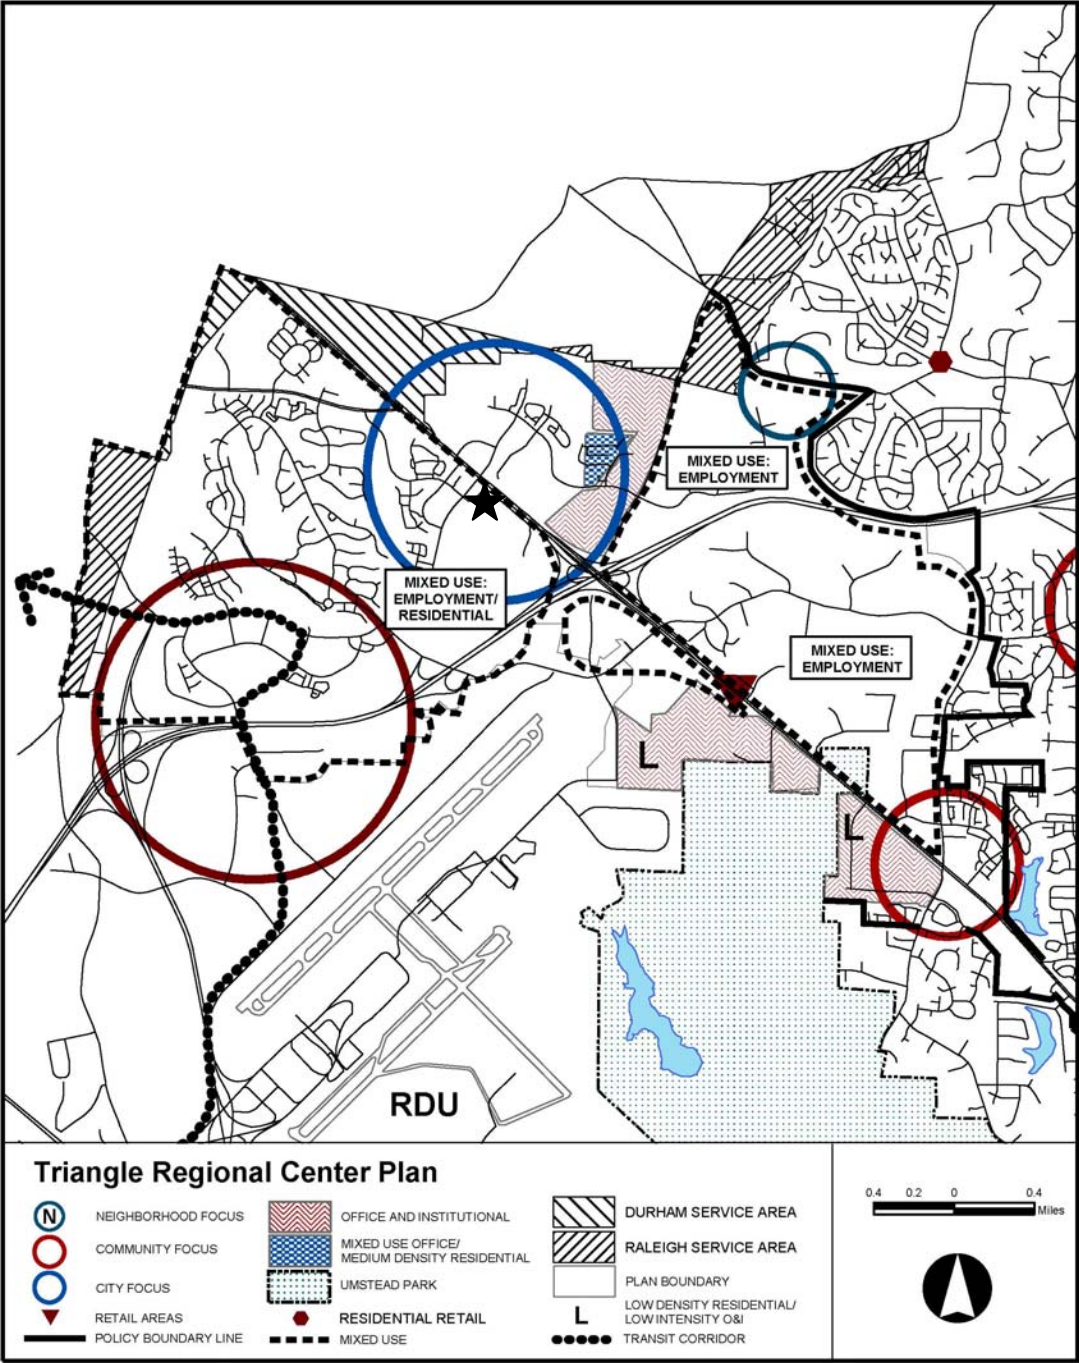 MIXED USE:
EMPLOYMENT
MIXED USE:
EMPLOYMENT/
RESIDENTIAL
MIXED USE:
EMPLOYMENT
L
L
RDU
Triangle Regional Center Plan
N NEIGHBORHOOD FOCUS
COMMUNITY FOCUS
CITY FOCUS
RETAIL AREAS
POLICY BOUNDARY LINE
OFFICE AND INSTITUTIONAL
MIXED USE OFFICE/
MEDIUM DENSITY RESIDENTIAL
UMSTEAD PARK
RESIDENTIAL RETAIL
MIXED USE
DURHAM SERVICE AREA
RALEIGH SERVICE AREA
PLAN BOUNDARY
L LOW DENSITY RESIDENTIAL/
LOW INTENSITY O&I
TRANSIT CORRIDOR
0.4 0.2 0 0.4
Miles